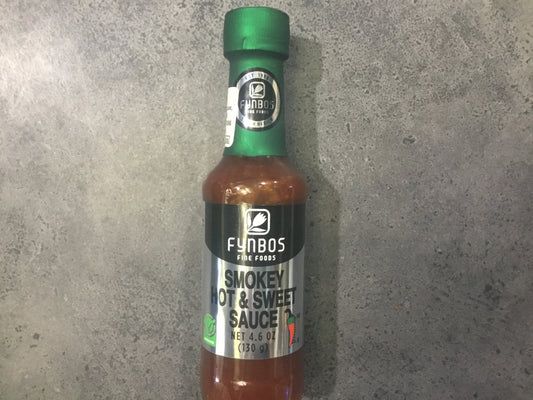 FYNBOS
FINE FOODS
FYNBOS
FINE FOODS
SMOKEY
HOT & SWEET
SAUCE
NET 4.6 OZ
(130 g)